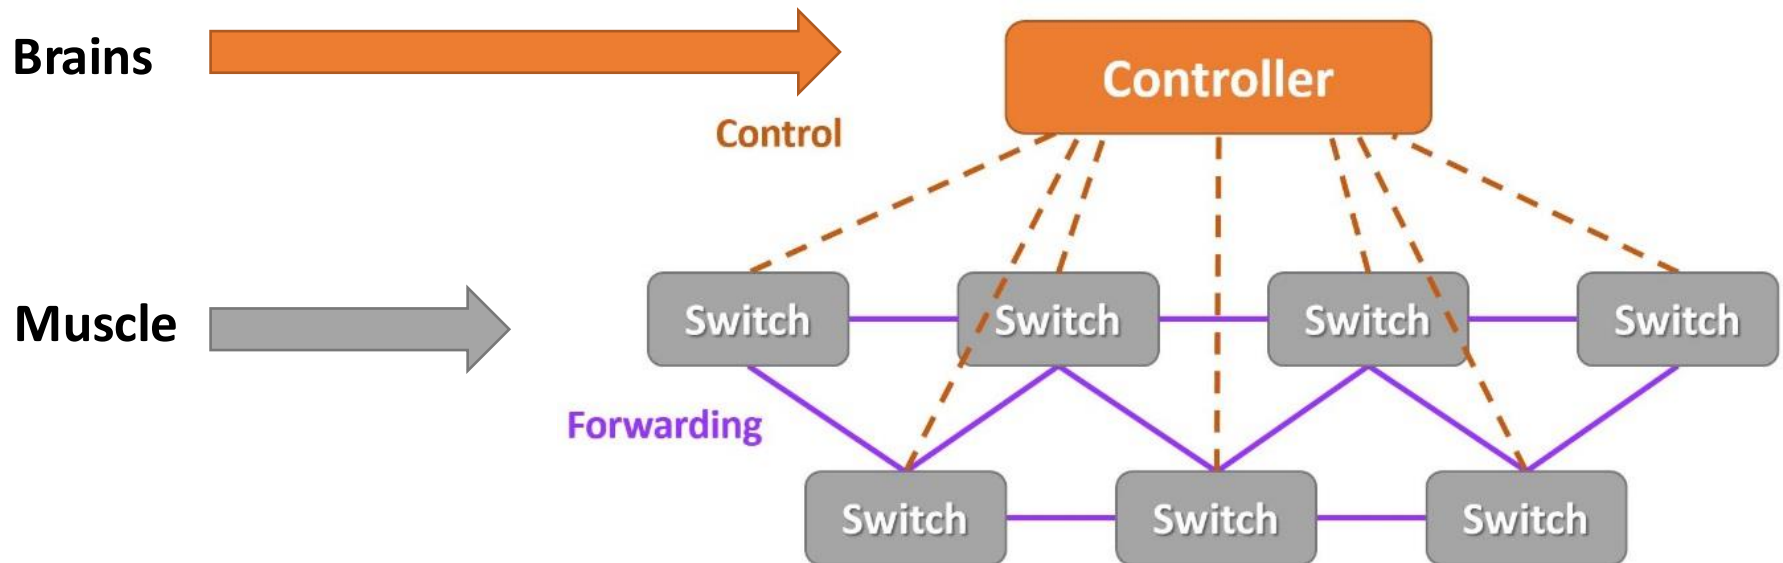 Brains
Controller
Control
Muscle
Switch
Switch
Switch
Switch
Forwarding
Switch
Switch
Switch